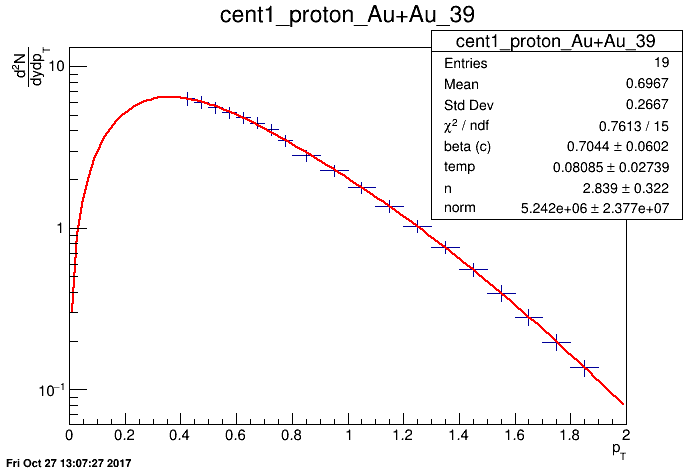 cent1_proton_Au+Au_39
cent1_proton_Au+Au_39
Entries 19
Mean 0.6967
Std Dev 0.2667
χ² / ndf 0.7613 / 15
beta (c) 0.7044 ± 0.0602
temp 0.08085 ± 0.02739
n 2.839 ± 0.322
norm 5.242e+06 ± 2.377e+07
d²N
dydp_T
10
1
10⁻¹
0 0.2 0.4 0.6 0.8 1 1.2 1.4 1.6 1.8 2
p_T
Fri Oct 27 13:07:27 2017